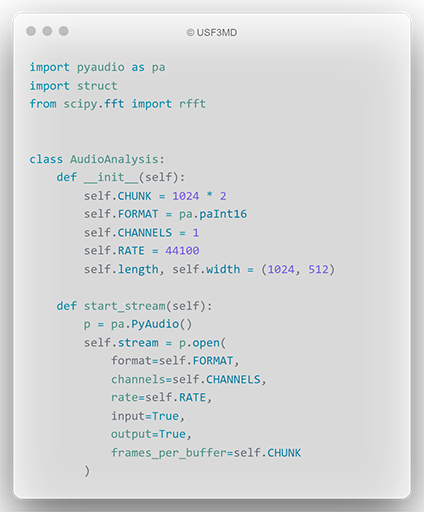 © USF3MD
import pyaudio as pa
import struct
from scipy.fft import rfft
class AudioAnalysis:
    def __init__(self):
        self.CHUNK = 1024 * 2
        self.FORMAT = pa.paInt16
        self.CHANNELS = 1
        self.RATE = 44100
        self.length, self.width = (1024, 512)
    def start_stream(self):
        p = pa.PyAudio()
        self.stream = p.open(
            format=self.FORMAT,
            channels=self.CHANNELS,
            rate=self.RATE,
            input=True,
            output=True,
            frames_per_buffer=self.CHUNK
        )